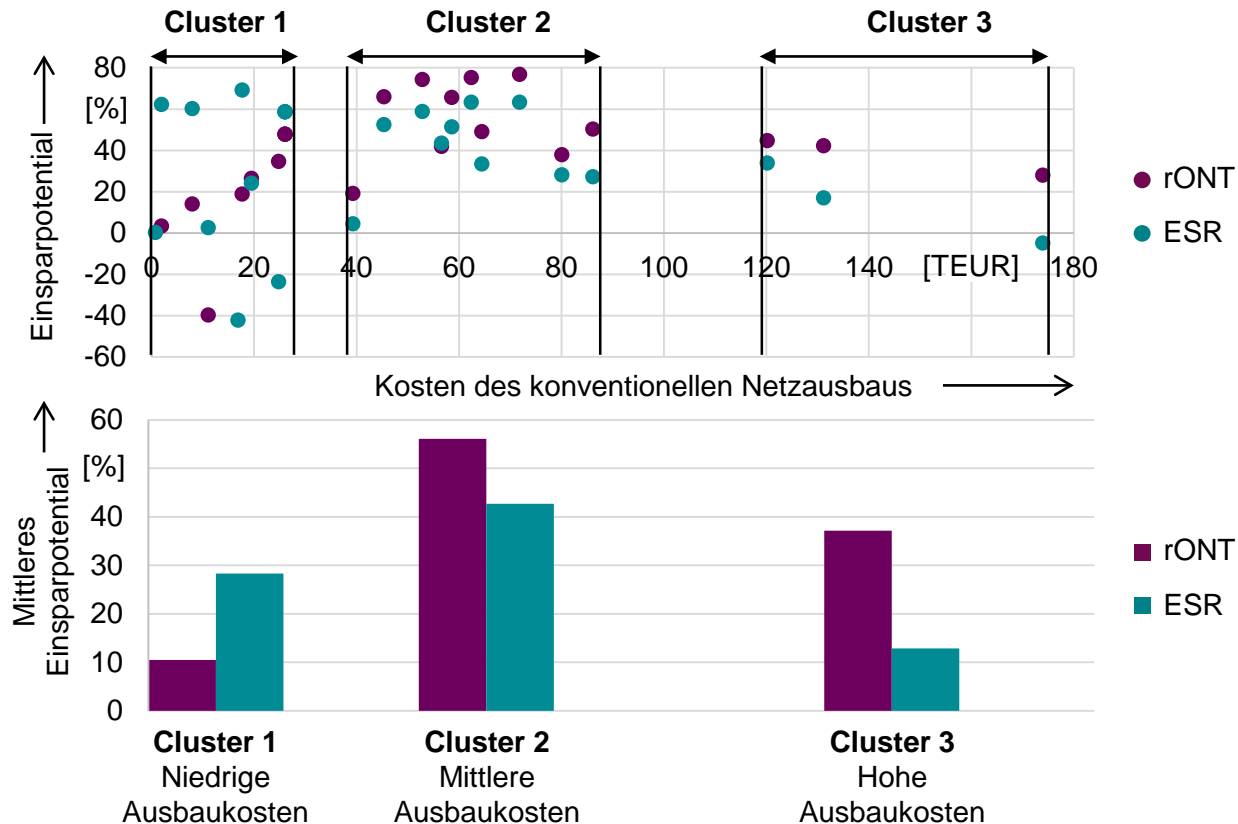 Cluster 1 Cluster 2 Cluster 3
Einsparpotential
80
[%]
60
40
20
0
-20
-40
-60
0 20 40 60 80 100 120 140 [TEUR] 180
rONT
ESR
Kosten des konventionellen Netzausbaus
Mittleres
Einsparpotential
60
[%]
40
30
20
10
0
rONT
ESR
Cluster 1
Niedrige
Ausbaukosten
Cluster 2
Mittlere
Ausbaukosten
Cluster 3
Hohe
Ausbaukosten